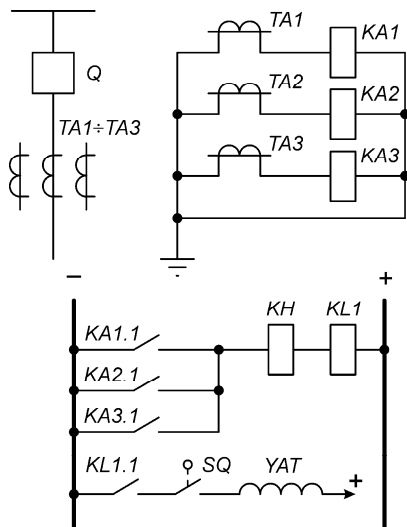 Q
TA1÷TA3
TA1
KA1
TA2
KA2
TA3
KA3
–
+
KH
KL1
KA1.1
KA2.1
KA3.1
KL1.1
SQ
YAT
+